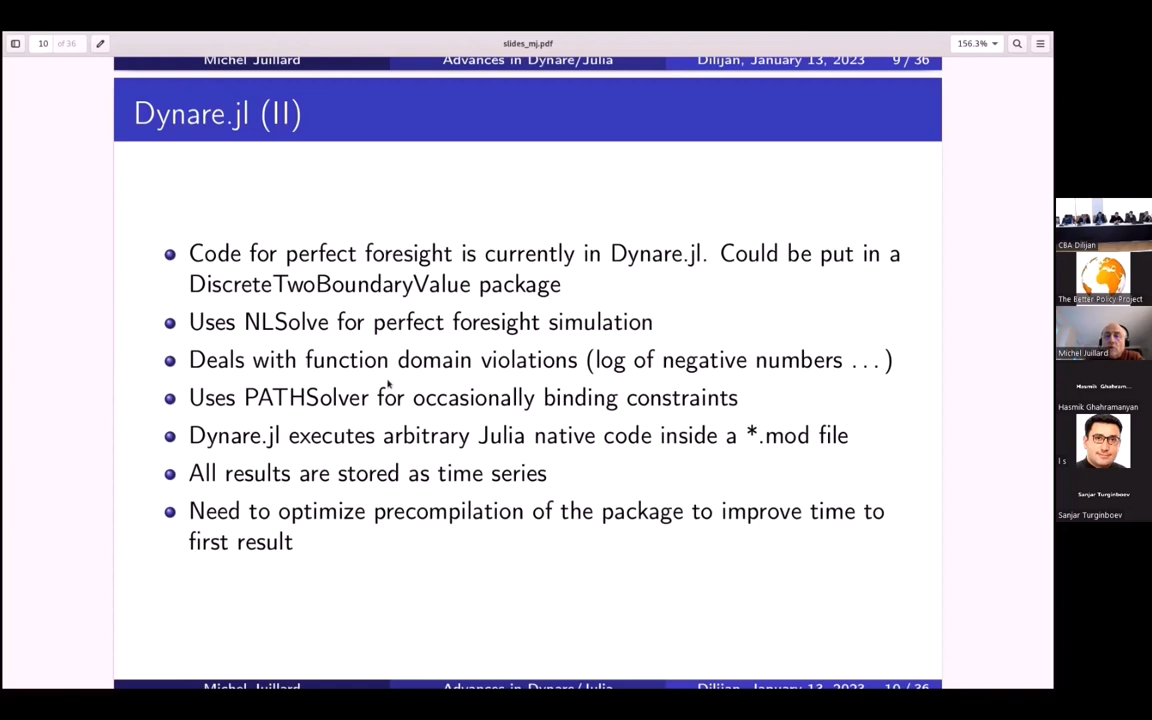 10 of 36
slides_mj.pdf
156.3%
Michel Juillard Advances in Dynare/Julia Dilijan, January 13, 2023 9 / 36
Dynare.jl (II)
Code for perfect foresight is currently in Dynare.jl. Could be put in a
DiscreteTwoBoundaryValue package
Uses NLSolve for perfect foresight simulation
Deals with function domain violations (log of negative numbers ...)
Uses PATHSolver for occasionally binding constraints
Dynare.jl executes arbitrary Julia native code inside a *.mod file
All results are stored as time series
Need to optimize precompilation of the package to improve time to
first result
Michel Juillard Advances in Dynare/Julia Dilijan, January 13, 2023 10 / 36
CBA Dilijan
The Better Policy Project
Michel Juillard
Hasmik Ghahram...
Hasmik Ghahramanyan
l s
Sanjar Turginboev
Sanjar Turginboev